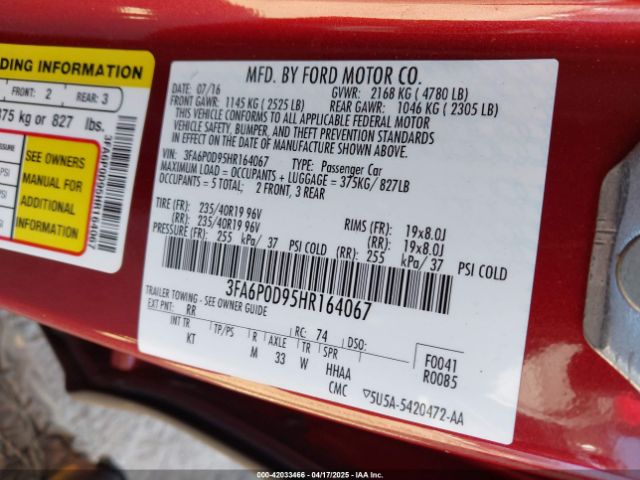 DING INFORMATION
FRONT: 2 REAR: 3
375 kg or 827 lbs.
PSI
PSI
SEE OWNERS
MANUAL FOR
ADDITIONAL
INFORMATION
3FA6P0D95HR164067
MFD. BY FORD MOTOR CO.
DATE: 07/16 GVWR: 2168 KG ( 4780 LB)
FRONT GAWR: 1145 KG ( 2525 LB) REAR GAWR: 1046 KG ( 2305 LB)
THIS VEHICLE CONFORMS TO ALL APPLICABLE FEDERAL MOTOR
VEHICLE SAFETY, BUMPER, AND THEFT PREVENTION STANDARDS
IN EFFECT ON THE DATE OF MANUFACTURE SHOWN ABOVE.
VIN: 3FA6P0D95HR164067 TYPE: Passenger Car
MAXIMUM LOAD = OCCUPANTS + LUGGAGE = 375KG/ 827LB
OCCUPANTS = 5 TOTAL; 2 FRONT, 3 REAR
TIRE (FR): 235/40R19 96V RIMS (FR): 19x8.0J
(RR): 235/40R19 96V (RR): 19x8.0J
PRESSURE (FR): 255 kPa/ 37 PSI COLD (RR): 255 kPa/ 37 PSI COLD
3FA6P0D95HR164067
TRAILER TOWING - SEE OWNER GUIDE
EXT PNT: RR RC: 74 DSO:
INT TR TP/PS R AXLE TR SPR F0041
KT M 33 W HHAA R0085
CMC 5U5A-5420472-AA
000-42033466 - 04/17/2025 - IAA Inc.